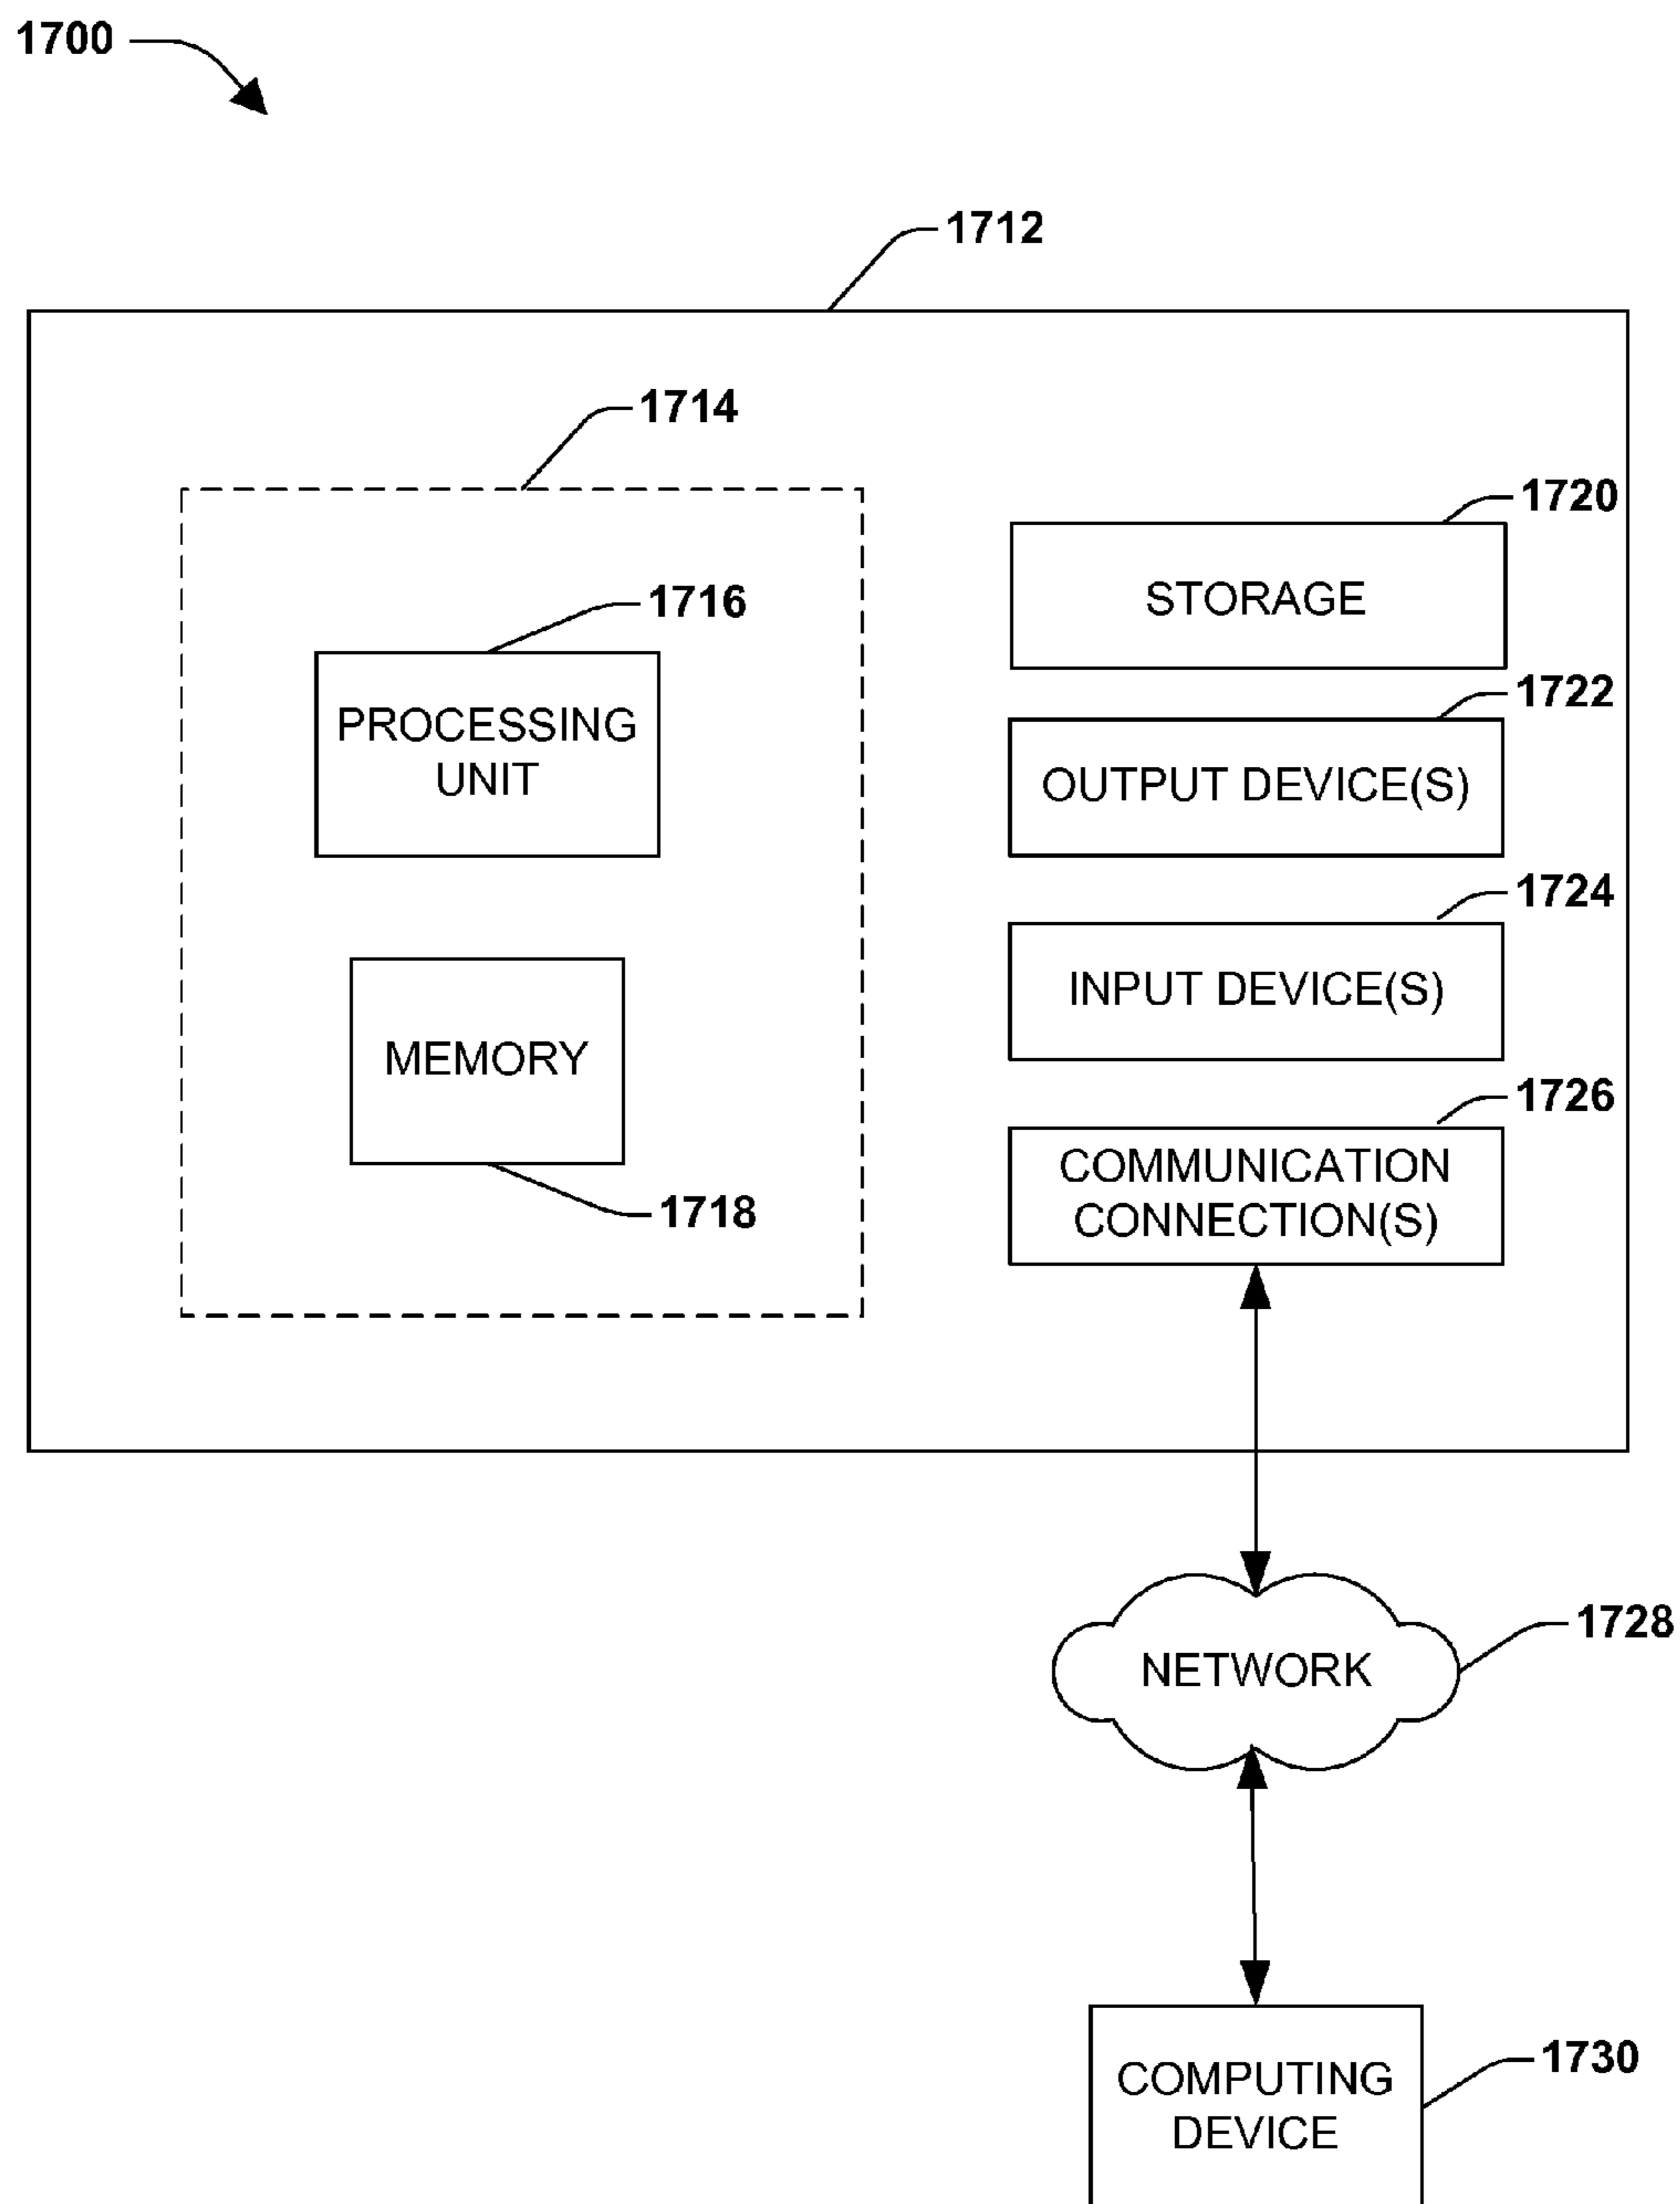 1700
1712
1714
1720
1716
STORAGE
1722
PROCESSING
UNIT
OUTPUT DEVICE(S)
1724
INPUT DEVICE(S)
MEMORY
1726
COMMUNICATION
CONNECTION(S)
1718
1728
NETWORK
1730
COMPUTING
DEVICE